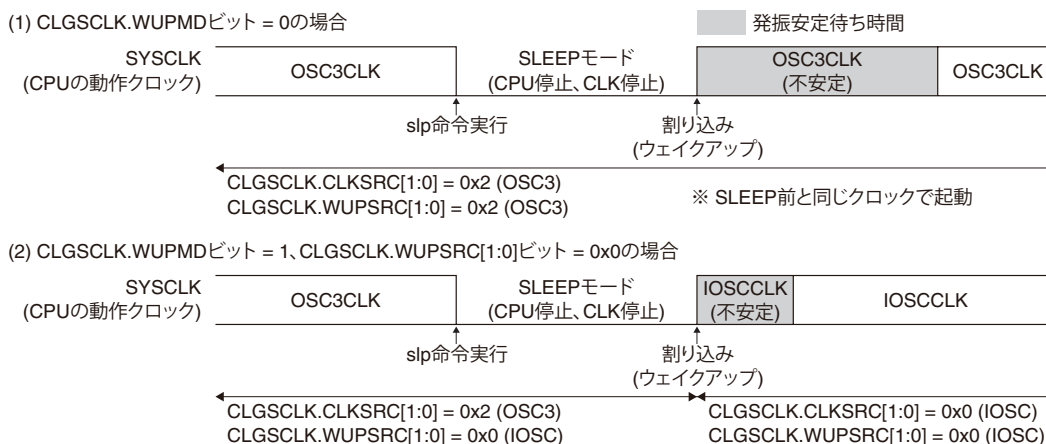 (1) CLGSCLK.WUPMDビット = 0の場合
発振安定待ち時間
SYSCLK
(CPUの動作クロック)
OSC3CLK
SLEEPモード
(CPU停止、CLK停止)
OSC3CLK
(不安定)
OSC3CLK
slp命令実行
割り込み
(ウェイクアップ)
CLGSCLK.CLKSRC[1:0] = 0x2 (OSC3)
CLGSCLK.WUPSRC[1:0] = 0x2 (OSC3)
※ SLEEP前と同じクロックで起動
(2) CLGSCLK.WUPMDビット = 1、CLGSCLK.WUPSRC[1:0]ビット = 0x0の場合
SYSCLK
(CPUの動作クロック)
OSC3CLK
SLEEPモード
(CPU停止、CLK停止)
IOSCCLK
(不安定)
IOSCCLK
slp命令実行
割り込み
(ウェイクアップ)
CLGSCLK.CLKSRC[1:0] = 0x2 (OSC3)
CLGSCLK.WUPSRC[1:0] = 0x0 (IOSC)
CLGSCLK.CLKSRC[1:0] = 0x0 (IOSC)
CLGSCLK.WUPSRC[1:0] = 0x0 (IOSC)